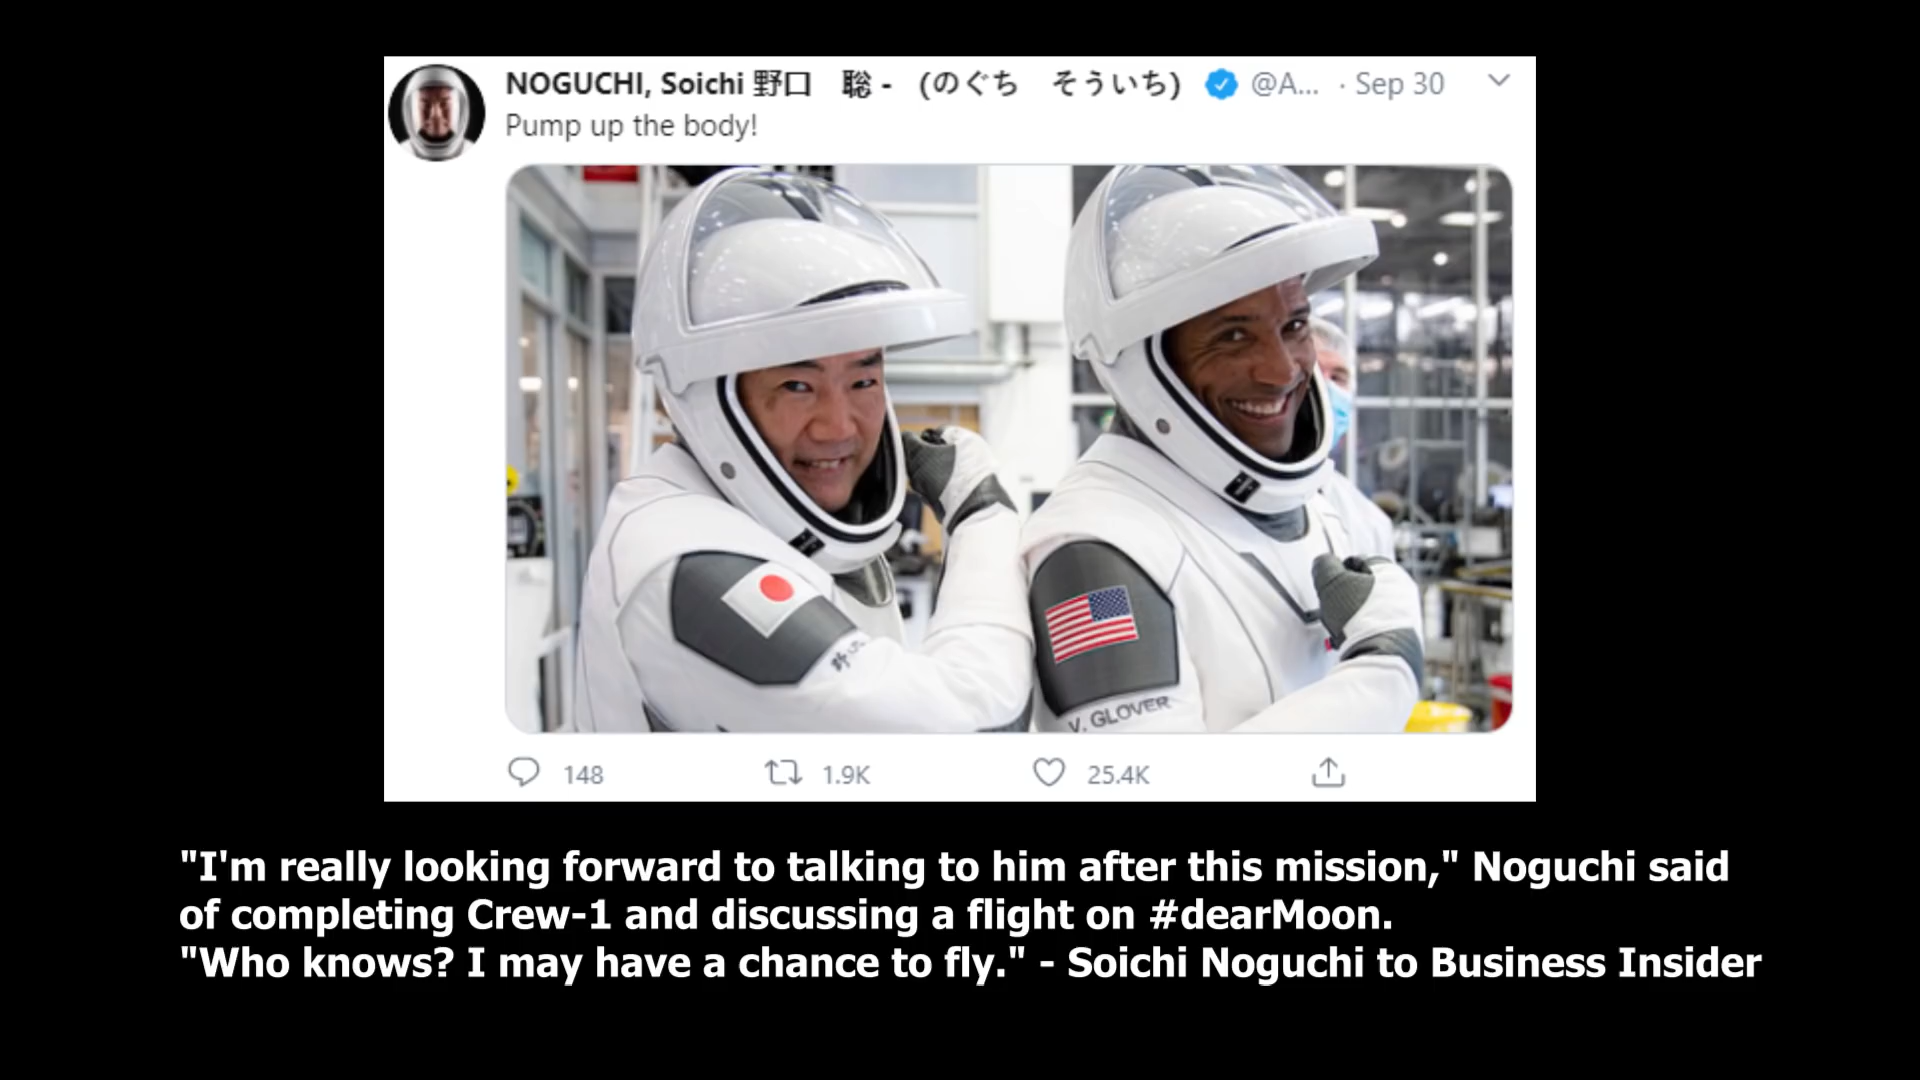 NOGUCHI, Soichi 野口 聡 - (のぐち そういち) @A... · Sep 30
Pump up the body!
V. GLOVER
148 1.9K 25.4K
"I'm really looking forward to talking to him after this mission," Noguchi said
of completing Crew-1 and discussing a flight on #dearMoon.
"Who knows? I may have a chance to fly." - Soichi Noguchi to Business Insider